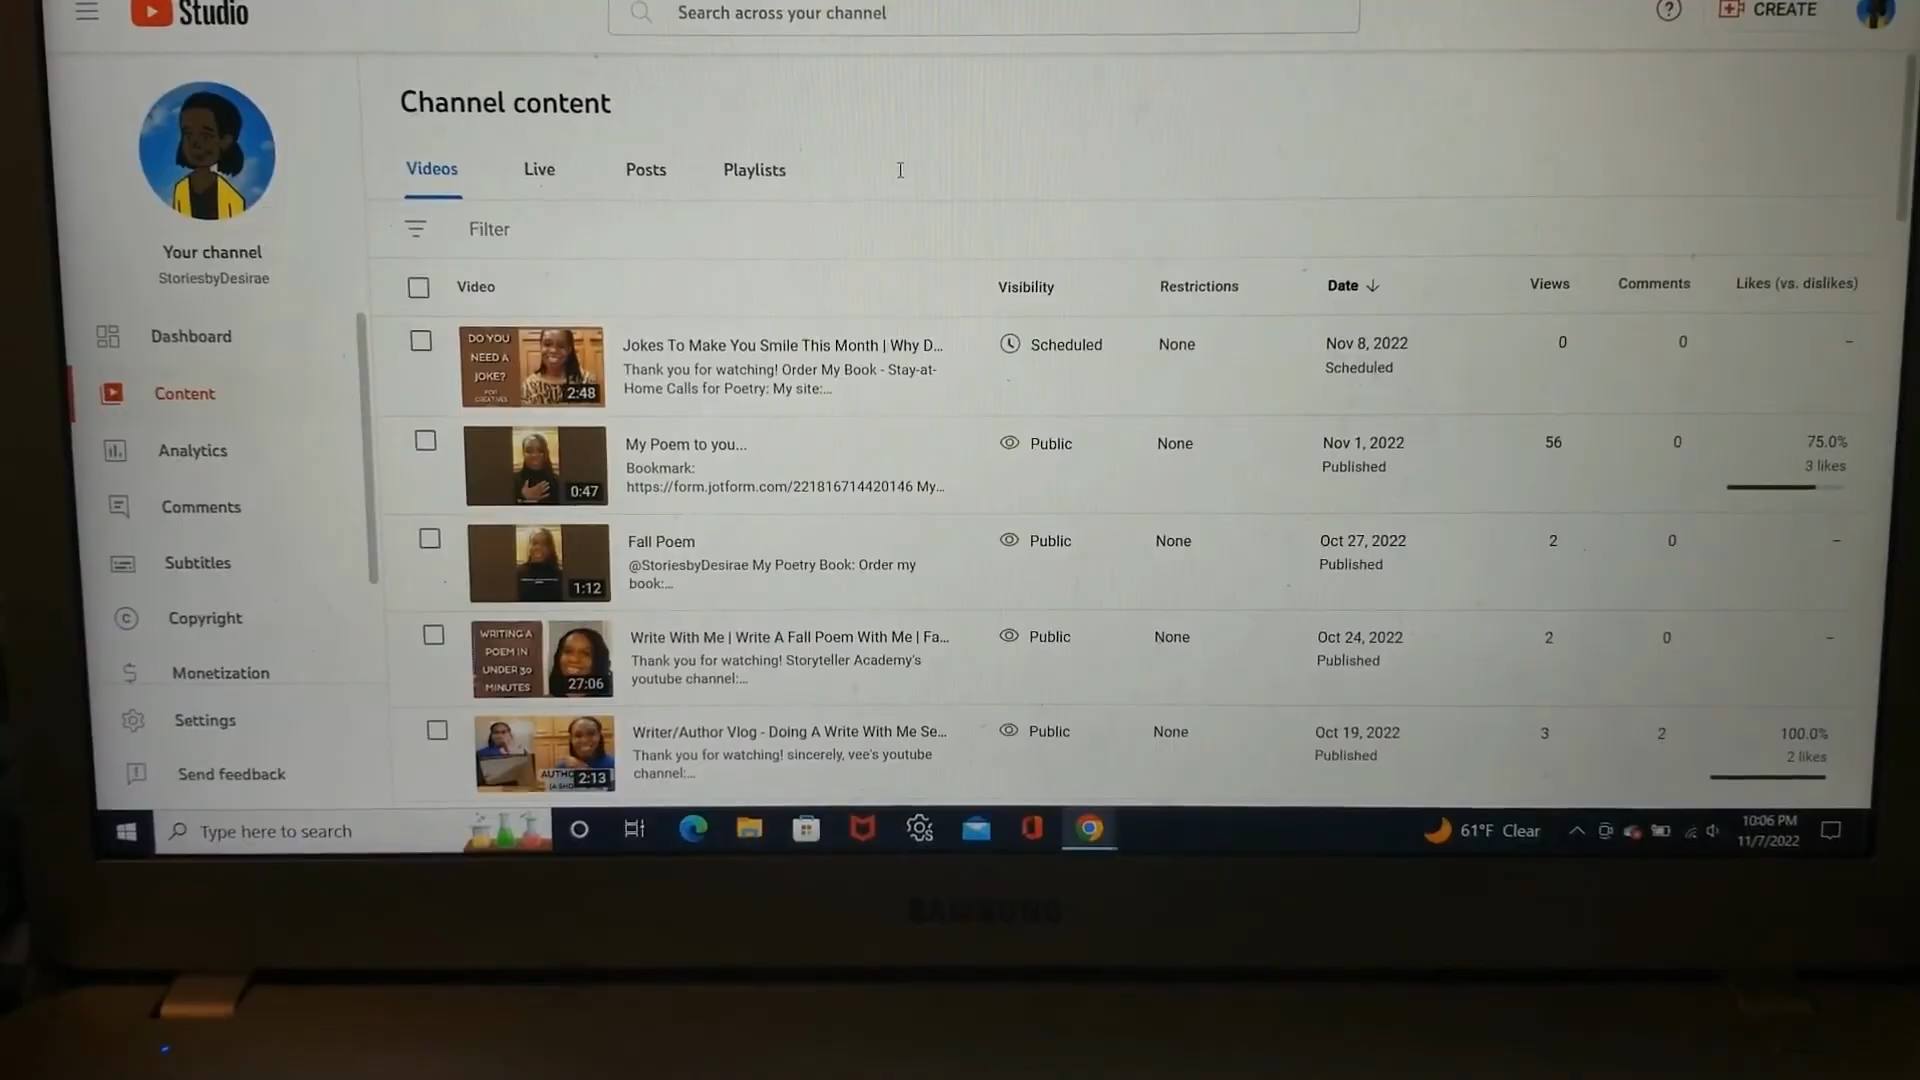 Studio
Search across your channel
CREATE
Your channel
StoriesbyDesirae
Dashboard
Content
Analytics
Comments
Subtitles
Copyright
Monetization
Settings
Send feedback
Channel content
Videos Live Posts Playlists
Filter
Video Visibility Restrictions Date Views Comments Likes (vs. dislikes)
DO YOU
NEED A
JOKE?
FOR
CREATIVES
2:48
Jokes To Make You Smile This Month | Why D...
Thank you for watching! Order My Book - Stay-at-
Home Calls for Poetry: My site:...
Scheduled None Nov 8, 2022 0 0 –
Scheduled
0:47
My Poem to you...
Bookmark:
https://form.jotform.com/221816714420146 My...
Public None Nov 1, 2022 56 0 75.0%
Published 3 likes
1:12
Fall Poem
@StoriesbyDesirae My Poetry Book: Order my
book:...
Public None Oct 27, 2022 2 0 –
Published
WRITING A
POEM IN
UNDER 30
MINUTES
27:06
Write With Me | Write A Fall Poem With Me | Fa...
Thank you for watching! Storyteller Academy's
youtube channel:...
Public None Oct 24, 2022 2 0 –
Published
2:13
Writer/Author Vlog - Doing A Write With Me Se...
Thank you for watching! sincerely, vee's youtube
channel:...
Public None Oct 19, 2022 3 2 100.0%
Published 2 likes
Type here to search
61°F Clear
10:06 PM
11/7/2022
SAMSUNG